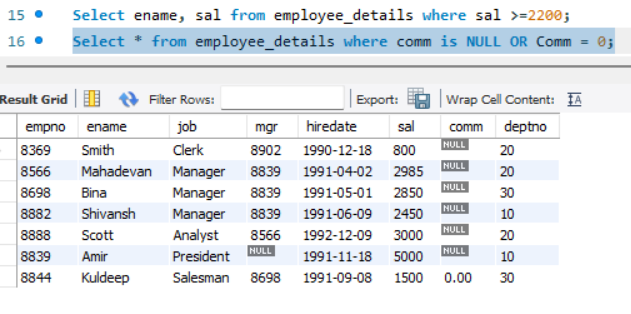 15 Select ename, sal from employee_details where sal >=2200;
16 Select * from employee_details where comm is NULL OR Comm = 0;
Result Grid Filter Rows: Export: Wrap Cell Content: IA
empno ename job mgr hiredate sal comm deptno
8369 Smith Clerk 8902 1990-12-18 800 NULL 20
8566 Mahadevan Manager 8839 1991-04-02 2985 NULL 20
8698 Bina Manager 8839 1991-05-01 2850 NULL 30
8882 Shivansh Manager 8839 1991-06-09 2450 NULL 10
8888 Scott Analyst 8566 1992-12-09 3000 NULL 20
8839 Amir President NULL 1991-11-18 5000 NULL 10
8844 Kuldeep Salesman 8698 1991-09-08 1500 0.00 30